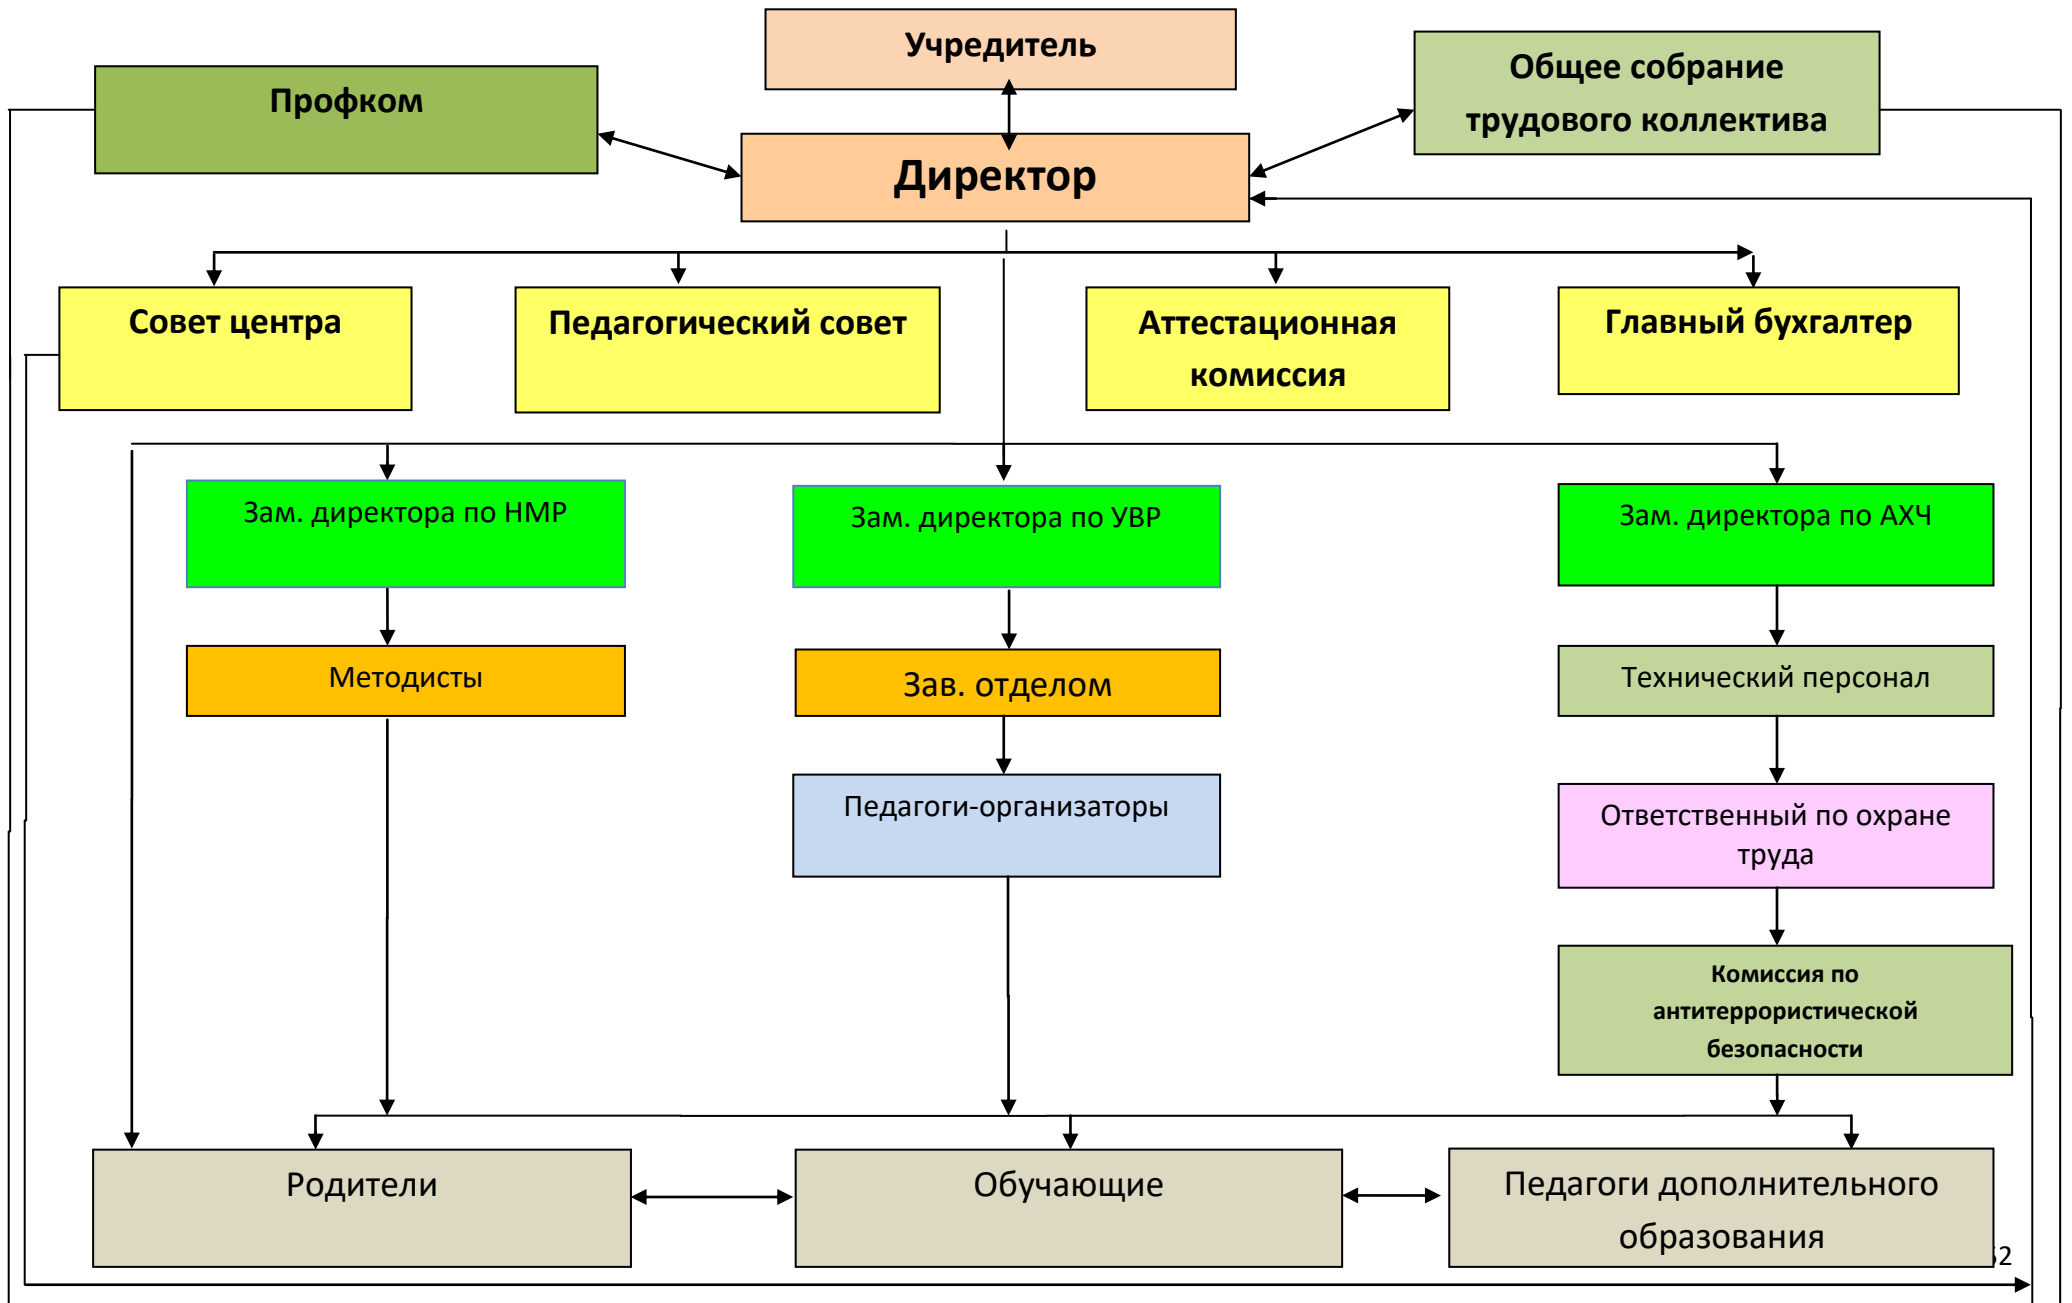 Учредитель
Профком
Общее собрание
трудового коллектива
Директор
Совет центра
Педагогический совет
Аттестационная
комиссия
Главный бухгалтер
Зам. директора по НМР
Зам. директора по УВР
Зам. директора по АХЧ
Методисты
Зав. отделом
Технический персонал
Педагоги-организаторы
Ответственный по охране
труда
Комиссия по
антитеррористической
безопасности
Родители
Обучающие
Педагоги дополнительного
образования